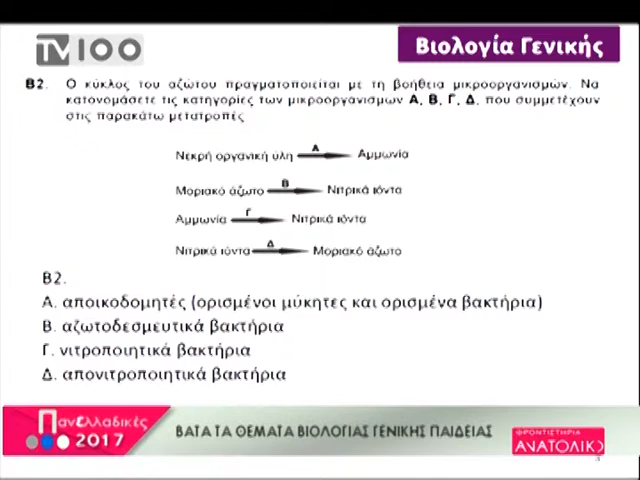 TV100
Βιολογία Γενικής
Β2. Ο κύκλος του αζώτου πραγματοποιείται με τη βοήθεια μικροοργανισμών. Να
κατονομάσετε τις κατηγορίες των μικροοργανισμών Α, Β, Γ, Δ, που συμμετέχουν
στις παρακάτω μετατροπές
Νεκρή οργανική ύλη Α Αμμωνία
Μοριακό άζωτο Β Νιτρικά ιόντα
Αμμωνία Γ Νιτρικά ιόντα
Νιτρικά ιόντα Δ Μοριακό άζωτο
Β2.
Α. αποικοδομητές (ορισμένοι μύκητες και ορισμένα βακτήρια)
Β. αζωτοδεσμευτικά βακτήρια
Γ. νιτροποιητικά βακτήρια
Δ. απονιτροποιητικά βακτήρια
Πανελλαδικές
2017
ΒΑΤΑ ΤΑ ΘΕΜΑΤΑ ΒΙΟΛΟΓΙΑΣ ΓΕΝΙΚΗΣ ΠΑΙΔΕΙΑΣ
ΦΡΟΝΤΙΣΤΗΡΙΑ
ΑΝΑΤΟΛΙΚΟ